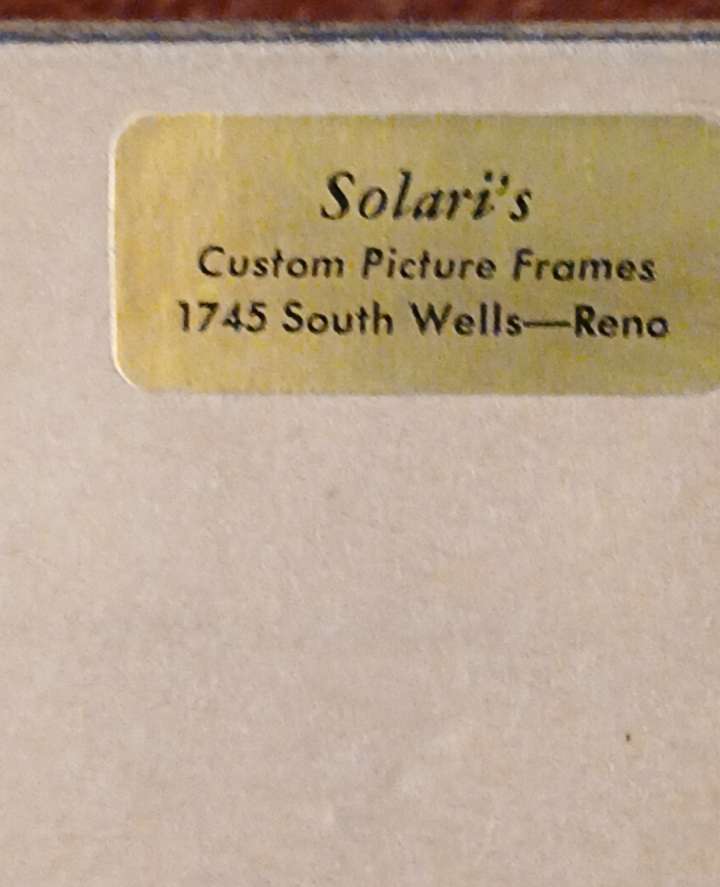 Solari's
Custom Picture Frames
1745 South Wells—Reno